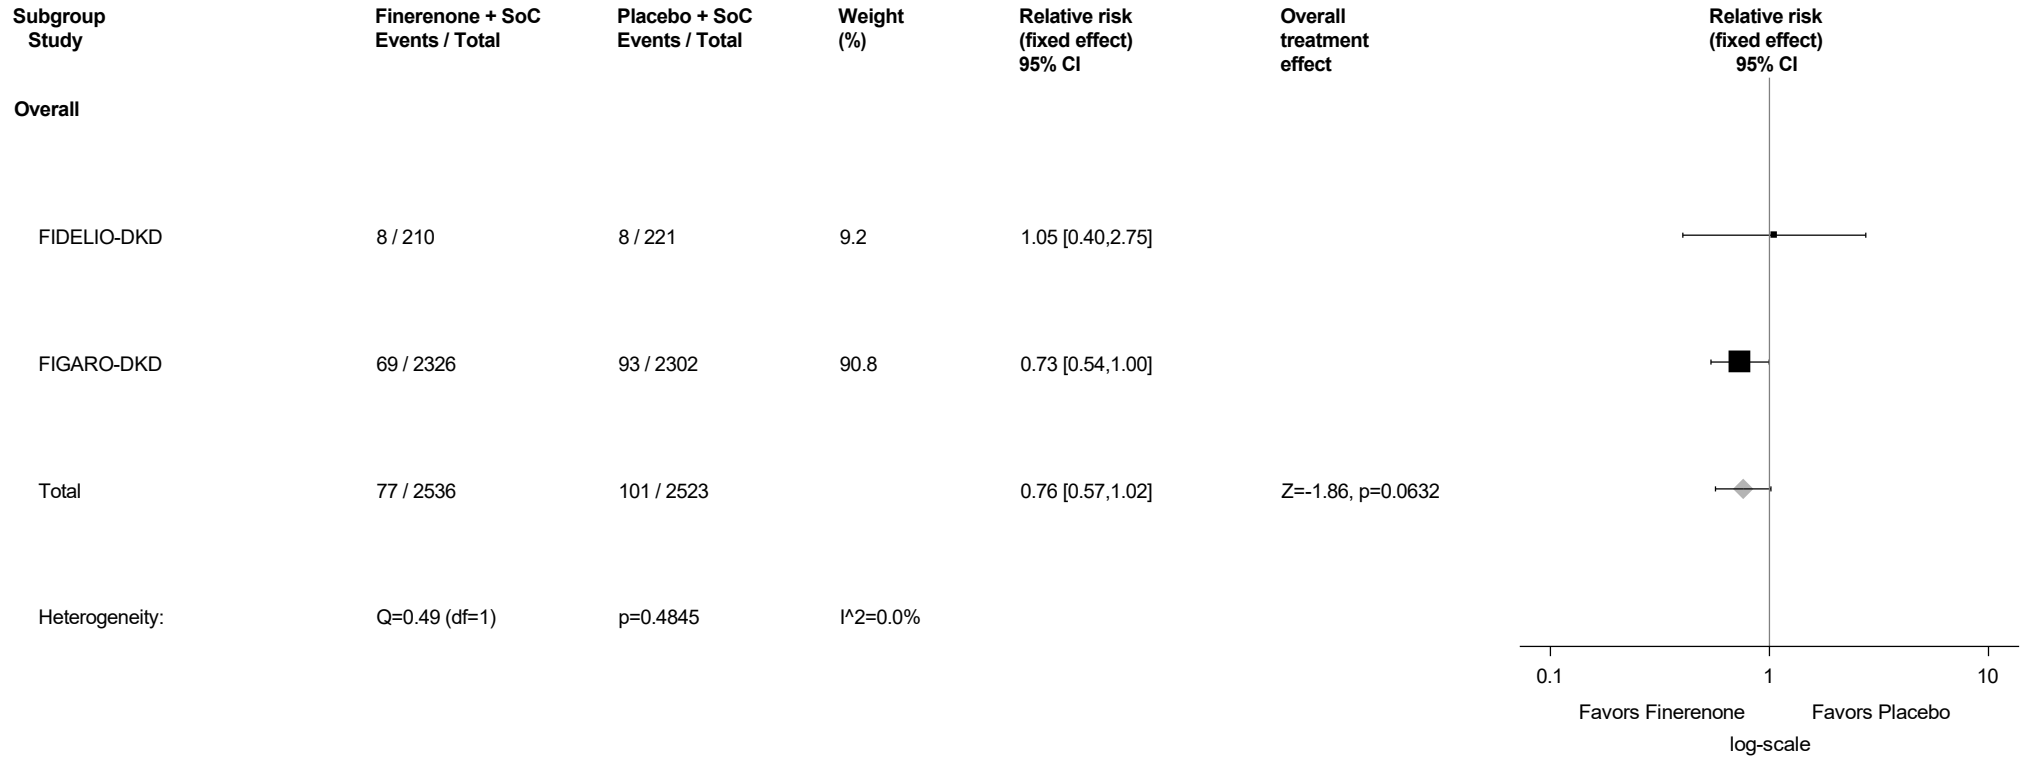 Subgroup Finerenone + SoC Placebo + SoC Weight Relative risk Overall Relative risk
Study Events / Total Events / Total (%) (fixed effect) treatment (fixed effect)
95% CI effect 95% CI
Overall
FIDELIO-DKD 8 / 210 8 / 221 9.2 1.05 [0.40,2.75]
FIGARO-DKD 69 / 2326 93 / 2302 90.8 0.73 [0.54,1.00]
Total 77 / 2536 101 / 2523 0.76 [0.57,1.02] Z=-1.86, p=0.0632
Heterogeneity: Q=0.49 (df=1) p=0.4845 I^2=0.0%
0.1 1 10
Favors Finerenone Favors Placebo
log-scale